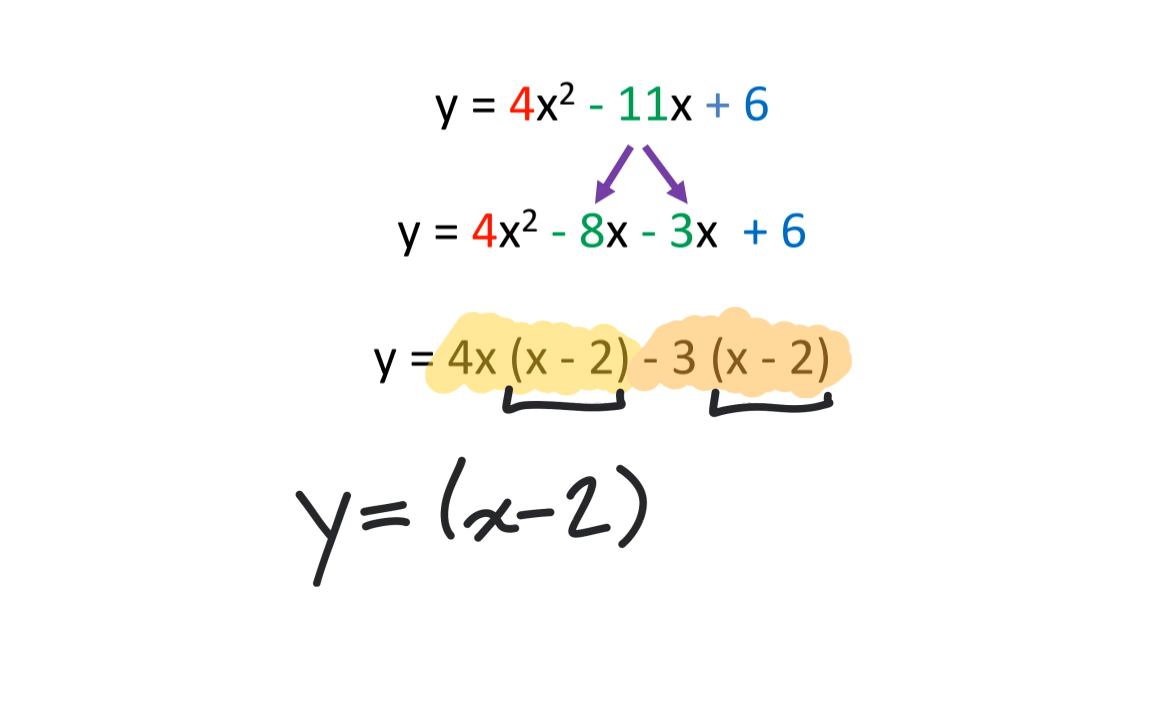 y = 4x² - 11x + 6
y = 4x² - 8x - 3x + 6
y = 4x (x - 2) - 3 (x - 2)
y = (x - 2)